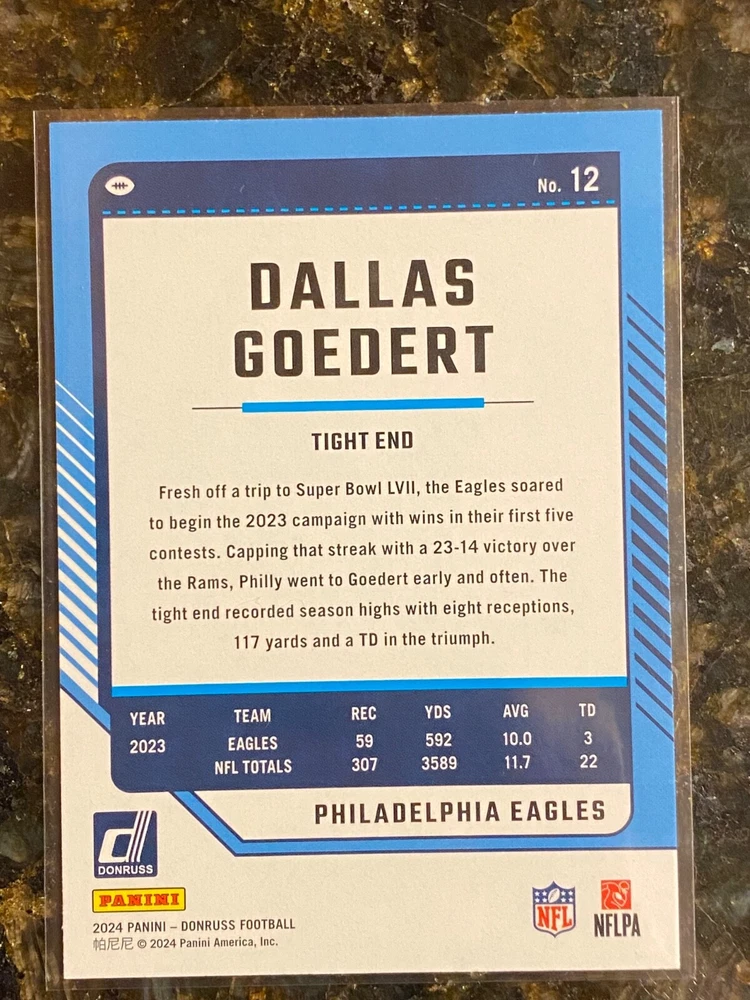 No. 12
DALLAS
GOEDERT
TIGHT END
Fresh off a trip to Super Bowl LVII, the Eagles soared
to begin the 2023 campaign with wins in their first five
contests. Capping that streak with a 23-14 victory over
the Rams, Philly went to Goedert early and often. The
tight end recorded season highs with eight receptions,
117 yards and a TD in the triumph.
YEAR TEAM REC YDS AVG TD
2023 EAGLES 59 592 10.0 3
NFL TOTALS 307 3589 11.7 22
PHILADELPHIA EAGLES
d
DONRUSS
PANINI
2024 PANINI – DONRUSS FOOTBALL
帕尼尼 © 2024 Panini America, Inc.
NFL
NFLPA